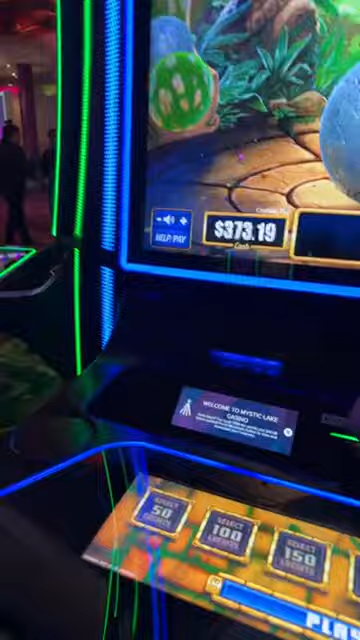 HELP/PAY
$373.19
Cash
WELCOME TO MYSTIC LAKE
CASINO
SELECT
50
CREDITS
SELECT
100
CREDITS
SELECT
150
CREDITS
PLAY